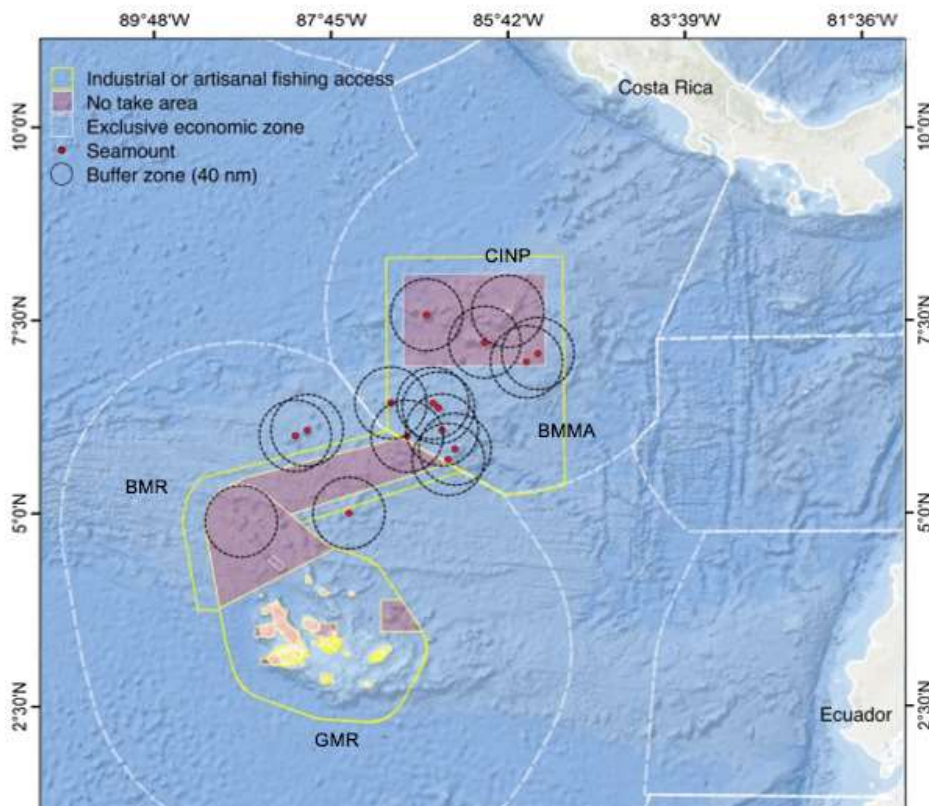 89°48'W 87°45'W 85°42'W 83°39'W 81°36'W
Industrial or artisanal fishing access
No take area
Exclusive economic zone
Seamount
Buffer zone (40 nm)
Costa Rica
10°0'N 10°0'N
CINP
7°30'N 7°30'N
BMMA
BMR
5°0'N 5°0'N
2°30'N 2°30'N
Ecuador
GMR